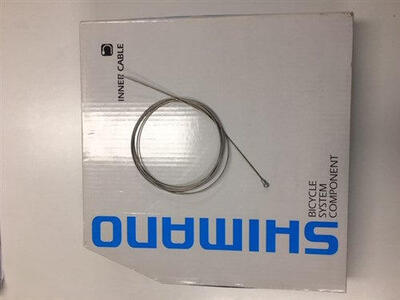 INNER CABLE
SHIMANO
BICYCLE
SYSTEM
COMPONENT